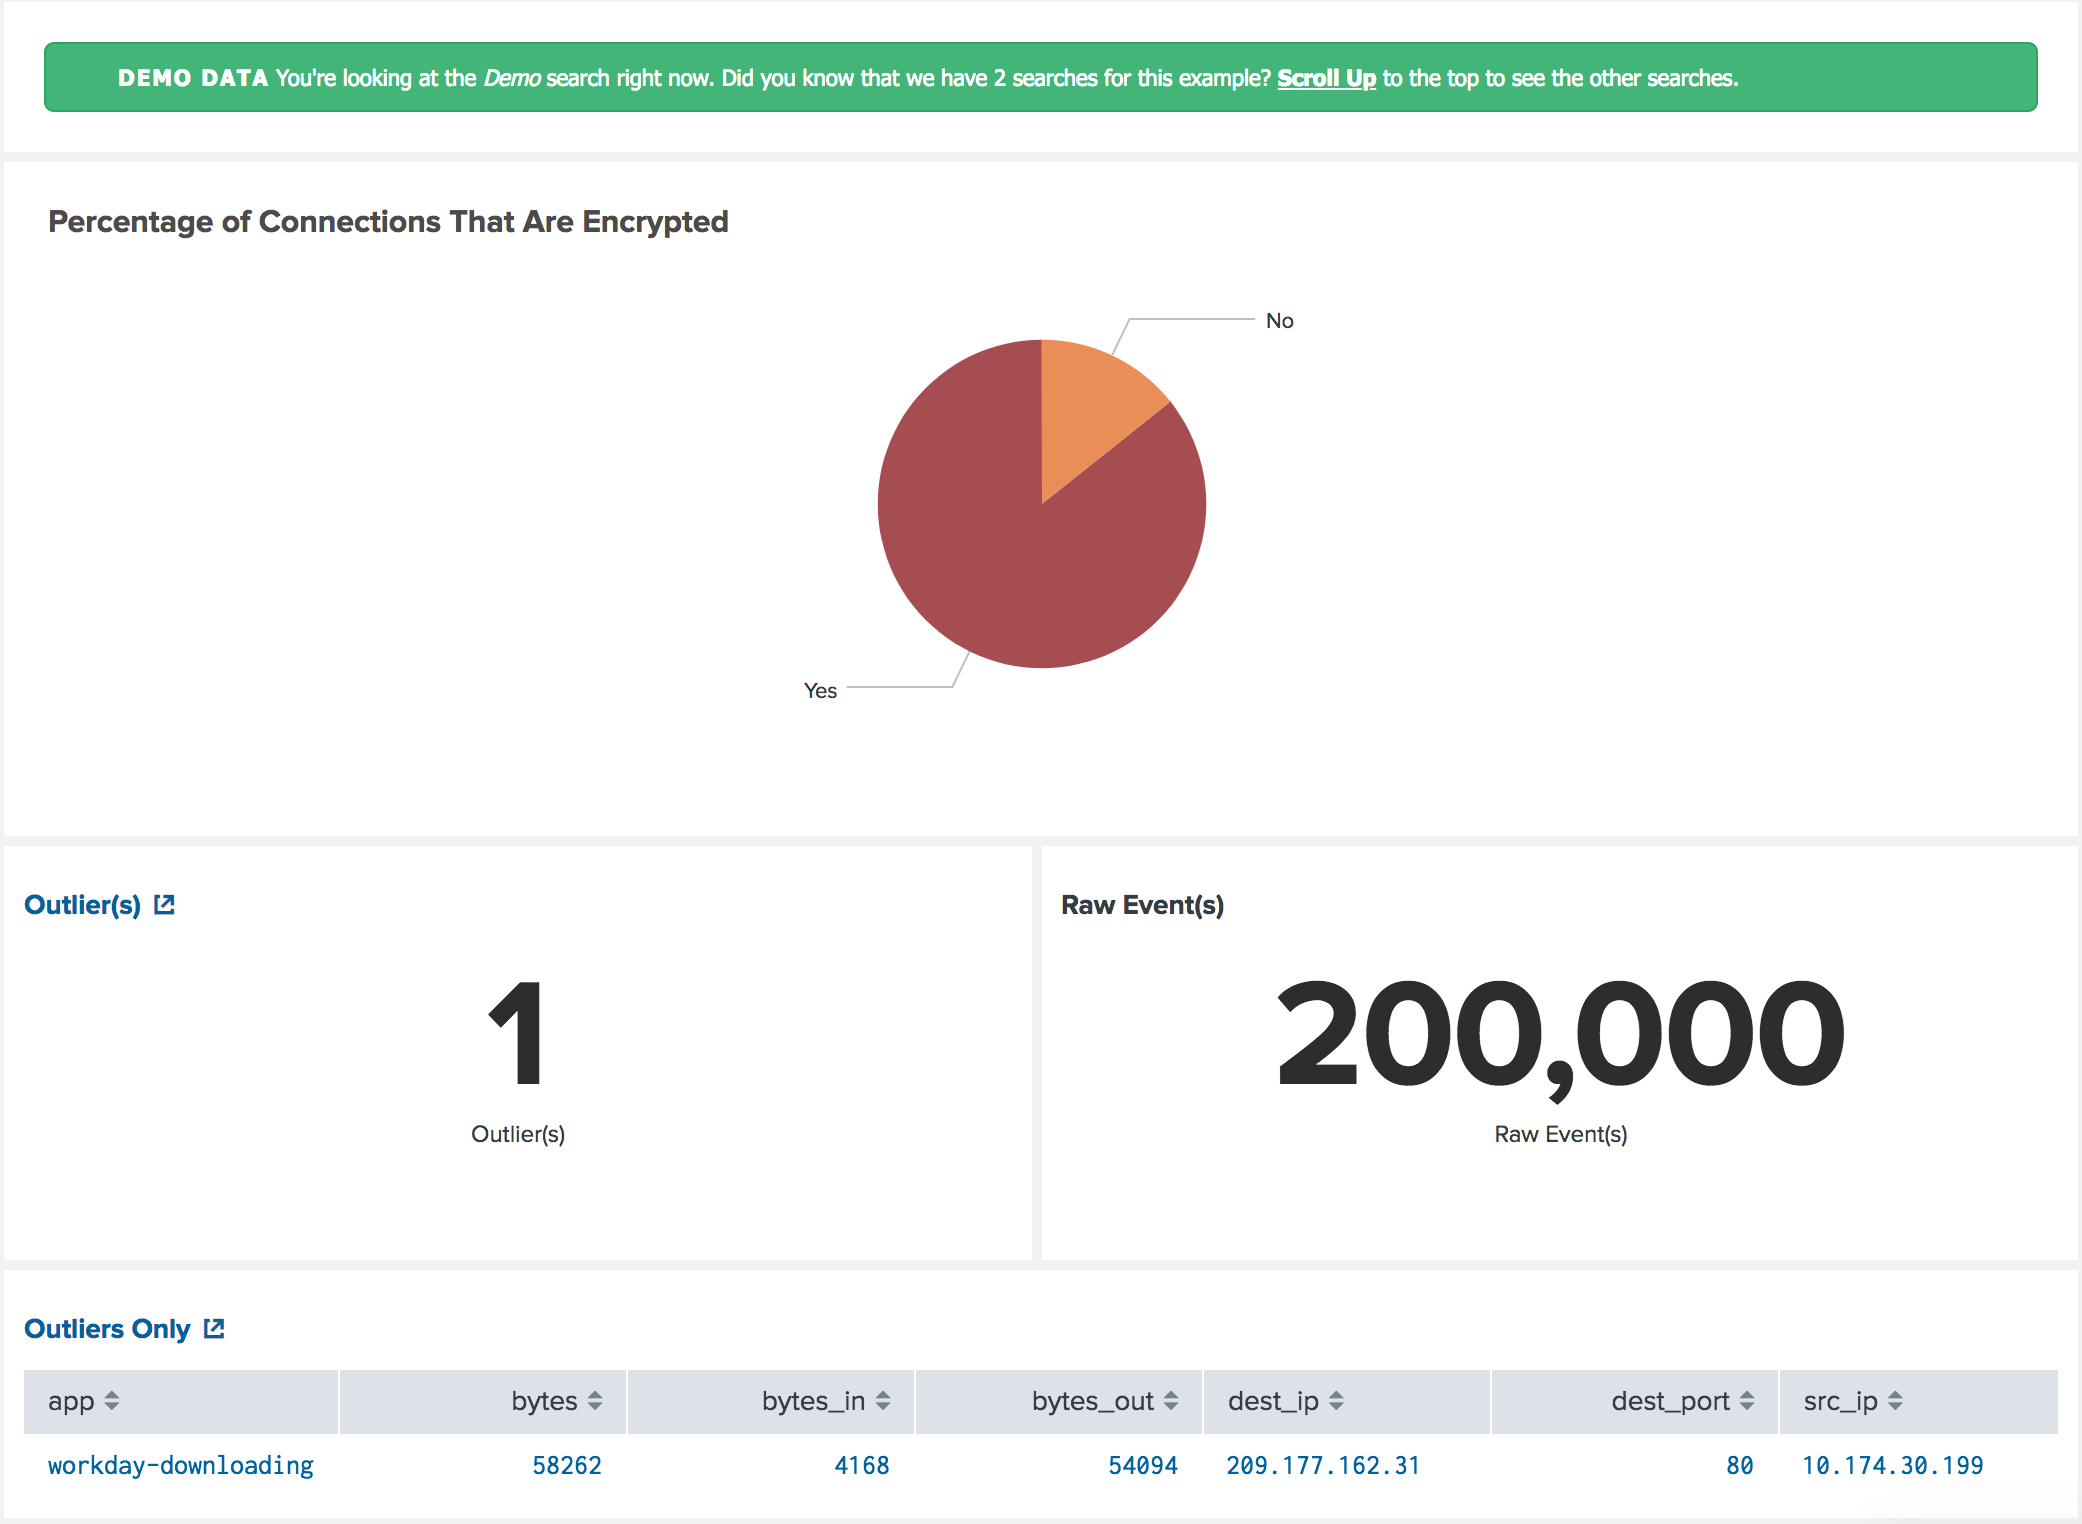 DEMO DATA You're looking at the Demo search right now. Did you know that we have 2 searches for this example? Scroll Up to the top to see the other searches.
Percentage of Connections That Are Encrypted
No
Yes
Outlier(s)
1
Outlier(s)
Raw Event(s)
200,000
Raw Event(s)
Outliers Only
app bytes bytes_in bytes_out dest_ip dest_port src_ip
workday-downloading 58262 4168 54094 209.177.162.31 80 10.174.30.199